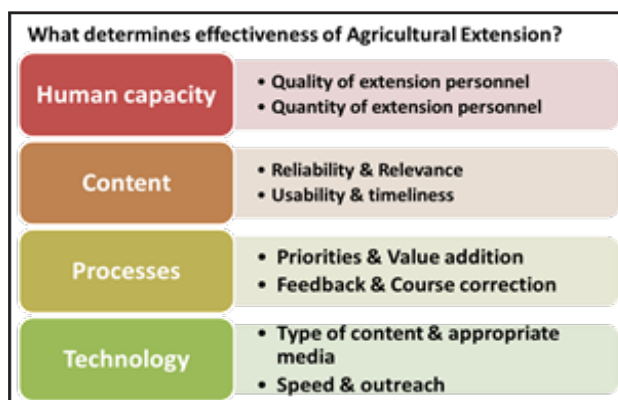 What determines effectiveness of Agricultural Extension?
Human capacity
• Quality of extension personnel
• Quantity of extension personnel
Content
• Reliability & Relevance
• Usability & timeliness
Processes
• Priorities & Value addition
• Feedback & Course correction
Technology
• Type of content & appropriate
media
• Speed & outreach